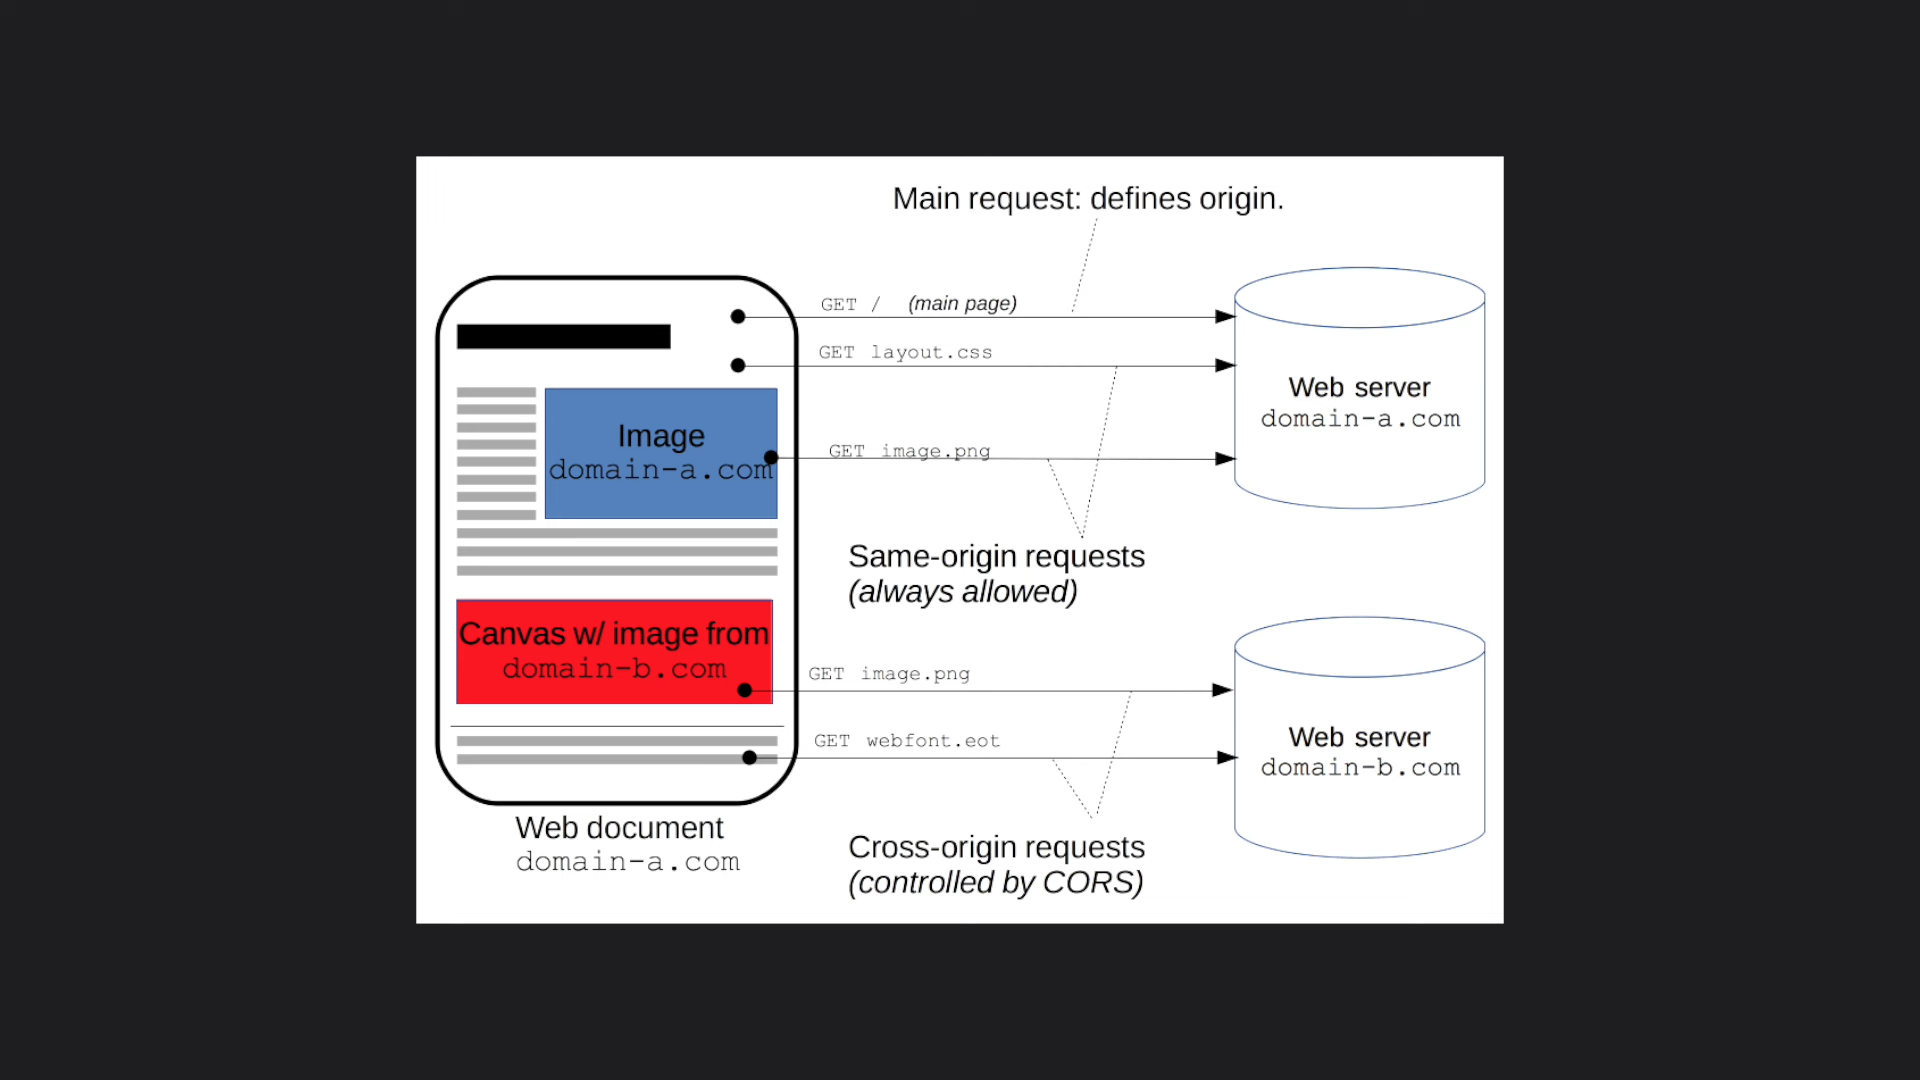 Main request: defines origin.
GET / (main page)
GET layout.css
Web server
domain-a.com
Image
domain-a.com
GET image.png
Same-origin requests
(always allowed)
Canvas w/ image from
domain-b.com
GET image.png
GET webfont.eot
Web server
domain-b.com
Web document
domain-a.com
Cross-origin requests
(controlled by CORS)